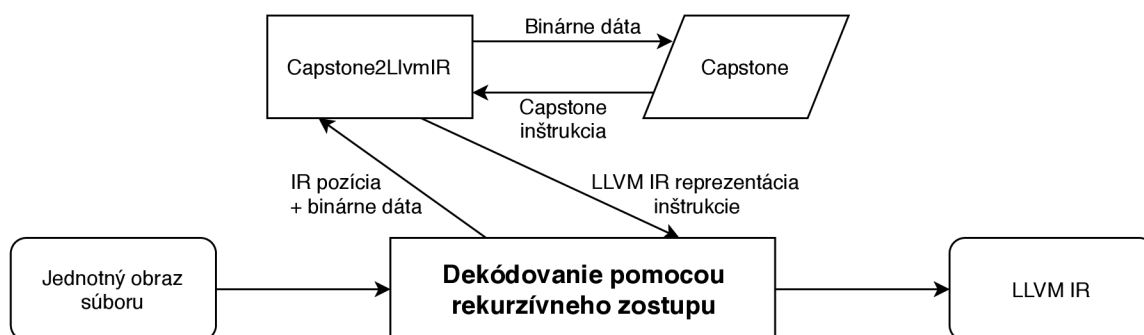 Binárne dáta
Capstone2LlvmIR
Capstone
Capstone
inštrukcia
IR pozícia
+ binárne dáta
LLVM IR reprezentácia
inštrukcie
Jednotný obraz
súboru
Dekódovanie pomocou
rekurzívneho zostupu
LLVM IR